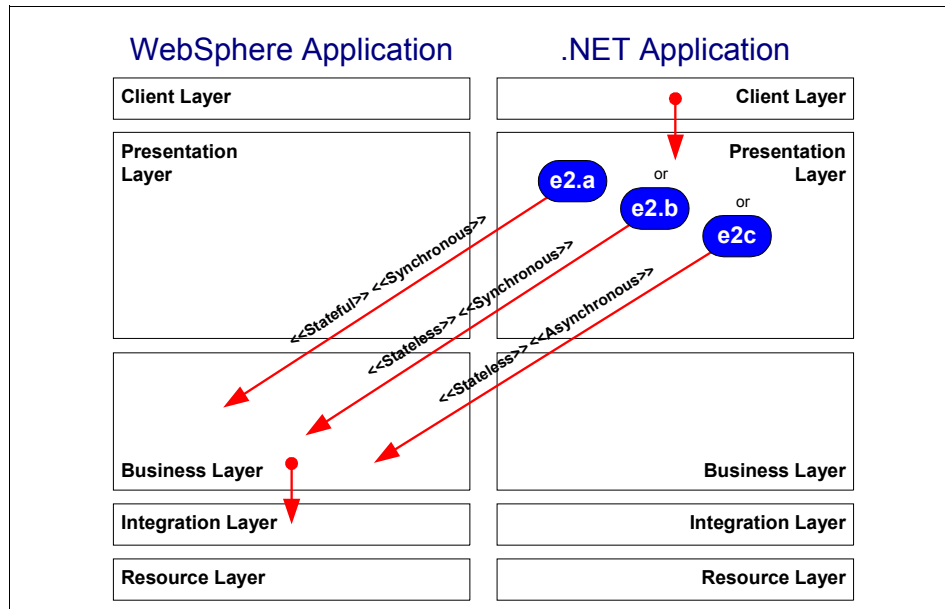 WebSphere Application
.NET Application
Client Layer
Client Layer
Presentation
Layer
Presentation
Layer
e2.a
or
e2.b
or
e2c
<<Stateful>> <<Synchronous>>
<<Stateless>> <<Synchronous>>
<<Stateless>> <<Asynchronous>>
Business Layer
Business Layer
Integration Layer
Integration Layer
Resource Layer
Resource Layer